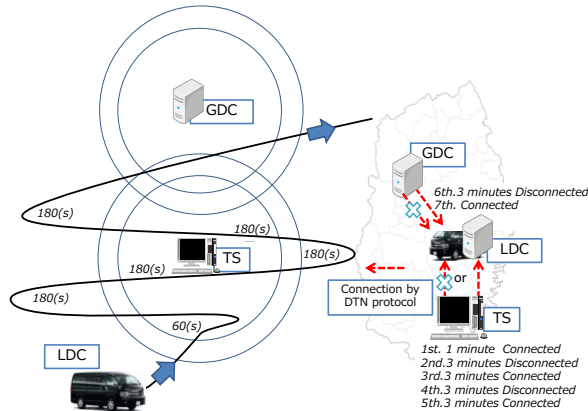 GDC
180(s)
180(s)
TS
180(s)
180(s)
180(s)
60(s)
LDC
GDC
6th.3 minutes Disconnected
7th. Connected
LDC
or
Connection by
DTN protocol
TS
1st. 1 minute Connected
2nd.3 minutes Disconnected
3rd.3 minutes Connected
4th.3 minutes Disconnected
5th.3 minutes Connected